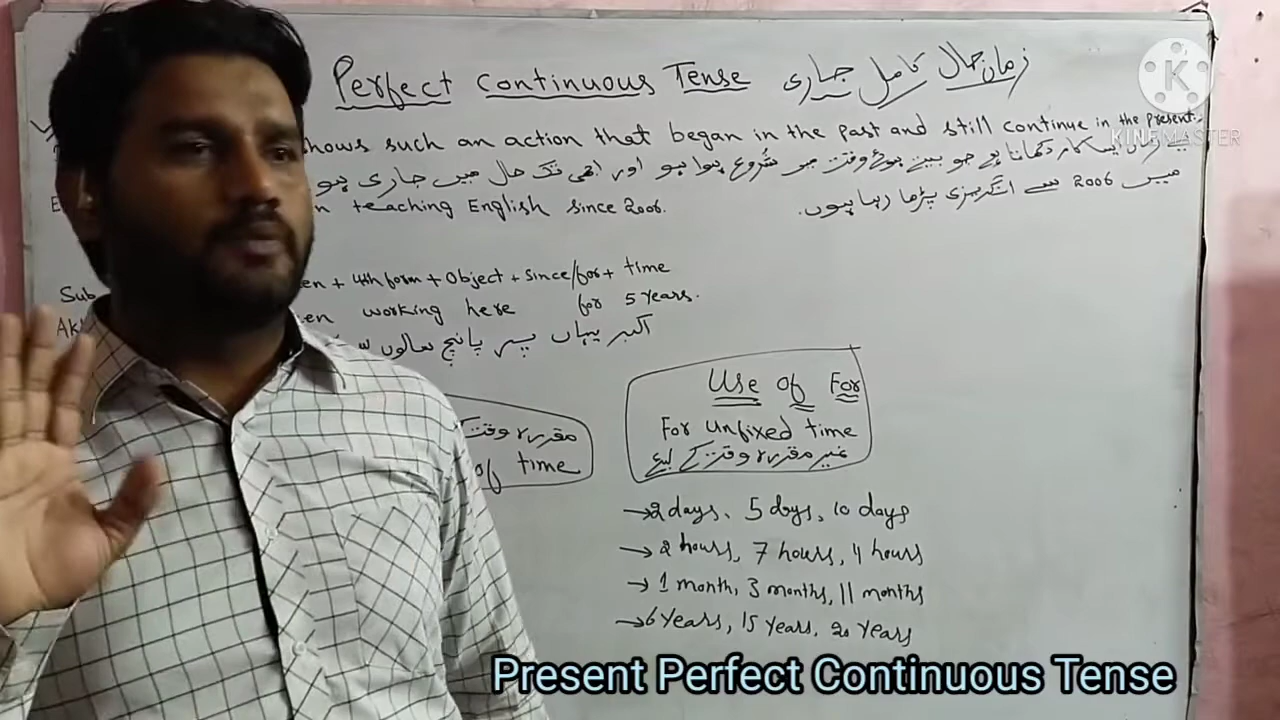 Perfect Continuous Tense زمانہ حال کامل جاری
K
KINEMASTER
hows such an action that began in the past and still continue in the present.
ایسا کام دکھاتا ہے جو بیتے ہوئے وقت میں شروع ہوا ہو اور ابھی تک حال میں جاری ہو
n teaching English since 2006.
میں 2006 سے انگریزی پڑھا رہا ہوں.
Sub en + 4th form + Object + Since/for + time
Ak en working here for 5 years.
اکبر یہاں پر پانچ سالوں
مقررہ وقت
of time
Use of For
For unfixed time
غیر مقررہ وقت کے لیئے
→2 days, 5 days, 10 days
→2 hours, 7 hours, 4 hours
→1 month, 3 months, 11 months
→6 years, 15 years, 20 years
Present Perfect Continuous Tense